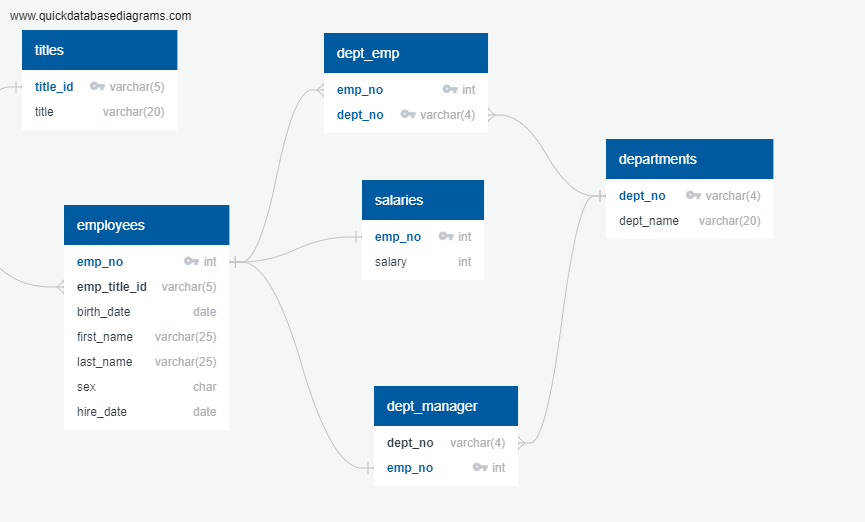 www.quickdatabasediagrams.com
titles
title_id varchar(5)
title varchar(20)
employees
emp_no int
emp_title_id varchar(5)
birth_date date
first_name varchar(25)
last_name varchar(25)
sex char
hire_date date
dept_emp
emp_no int
dept_no varchar(4)
salaries
emp_no int
salary int
dept_manager
dept_no varchar(4)
emp_no int
departments
dept_no varchar(4)
dept_name varchar(20)